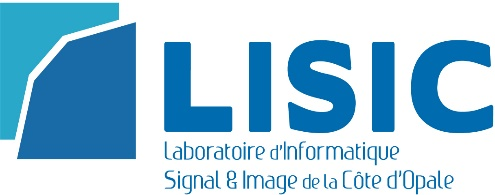 LISIC
Laboratoire d'Informatique
Signal & Image de la Côte d'Opale